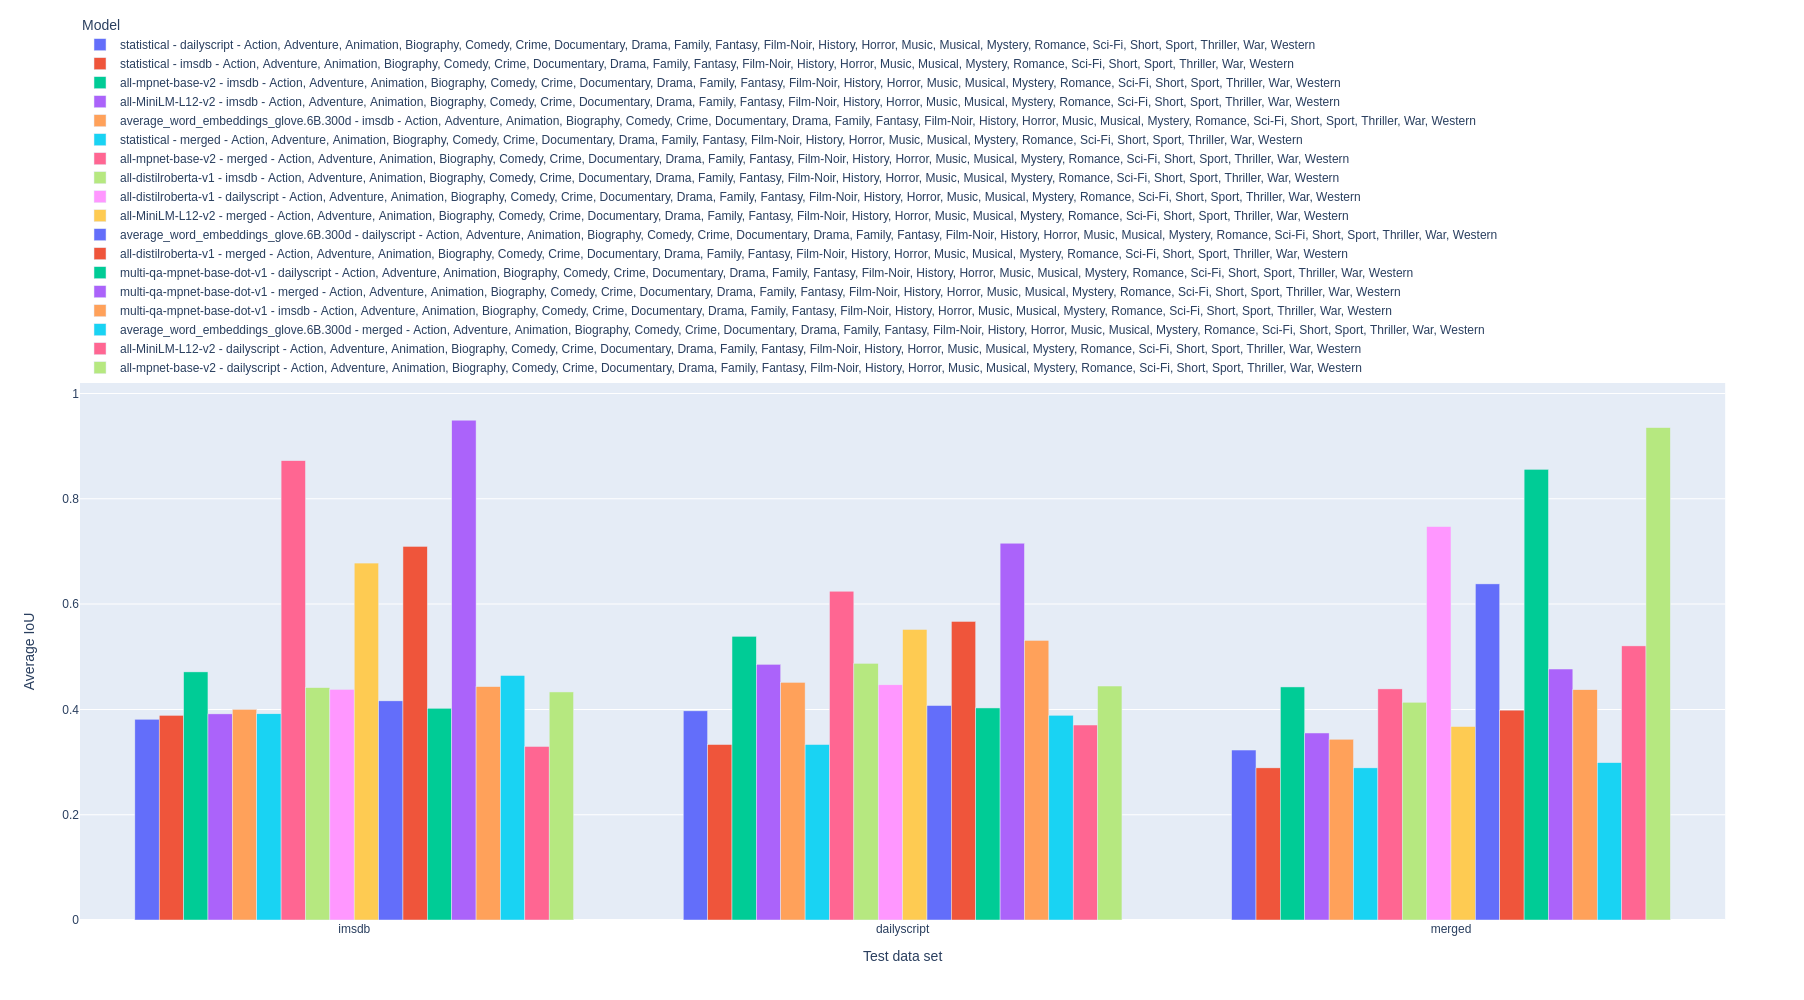 Model
statistical - dailyscript - Action, Adventure, Animation, Biography, Comedy, Crime, Documentary, Drama, Family, Fantasy, Film-Noir, History, Horror, Music, Musical, Mystery, Romance, Sci-Fi, Short, Sport, Thriller, War, Western
statistical - imsdb - Action, Adventure, Animation, Biography, Comedy, Crime, Documentary, Drama, Family, Fantasy, Film-Noir, History, Horror, Music, Musical, Mystery, Romance, Sci-Fi, Short, Sport, Thriller, War, Western
all-mpnet-base-v2 - imsdb - Action, Adventure, Animation, Biography, Comedy, Crime, Documentary, Drama, Family, Fantasy, Film-Noir, History, Horror, Music, Musical, Mystery, Romance, Sci-Fi, Short, Sport, Thriller, War, Western
all-MiniLM-L12-v2 - imsdb - Action, Adventure, Animation, Biography, Comedy, Crime, Documentary, Drama, Family, Fantasy, Film-Noir, History, Horror, Music, Musical, Mystery, Romance, Sci-Fi, Short, Sport, Thriller, War, Western
average_word_embeddings_glove.6B.300d - imsdb - Action, Adventure, Animation, Biography, Comedy, Crime, Documentary, Drama, Family, Fantasy, Film-Noir, History, Horror, Music, Musical, Mystery, Romance, Sci-Fi, Short, Sport, Thriller, War, Western
statistical - merged - Action, Adventure, Animation, Biography, Comedy, Crime, Documentary, Drama, Family, Fantasy, Film-Noir, History, Horror, Music, Musical, Mystery, Romance, Sci-Fi, Short, Sport, Thriller, War, Western
all-mpnet-base-v2 - merged - Action, Adventure, Animation, Biography, Comedy, Crime, Documentary, Drama, Family, Fantasy, Film-Noir, History, Horror, Music, Musical, Mystery, Romance, Sci-Fi, Short, Sport, Thriller, War, Western
all-distilroberta-v1 - imsdb - Action, Adventure, Animation, Biography, Comedy, Crime, Documentary, Drama, Family, Fantasy, Film-Noir, History, Horror, Music, Musical, Mystery, Romance, Sci-Fi, Short, Sport, Thriller, War, Western
all-distilroberta-v1 - dailyscript - Action, Adventure, Animation, Biography, Comedy, Crime, Documentary, Drama, Family, Fantasy, Film-Noir, History, Horror, Music, Musical, Mystery, Romance, Sci-Fi, Short, Sport, Thriller, War, Western
all-MiniLM-L12-v2 - merged - Action, Adventure, Animation, Biography, Comedy, Crime, Documentary, Drama, Family, Fantasy, Film-Noir, History, Horror, Music, Musical, Mystery, Romance, Sci-Fi, Short, Sport, Thriller, War, Western
average_word_embeddings_glove.6B.300d - dailyscript - Action, Adventure, Animation, Biography, Comedy, Crime, Documentary, Drama, Family, Fantasy, Film-Noir, History, Horror, Music, Musical, Mystery, Romance, Sci-Fi, Short, Sport, Thriller, War, Western
all-distilroberta-v1 - merged - Action, Adventure, Animation, Biography, Comedy, Crime, Documentary, Drama, Family, Fantasy, Film-Noir, History, Horror, Music, Musical, Mystery, Romance, Sci-Fi, Short, Sport, Thriller, War, Western
multi-qa-mpnet-base-dot-v1 - dailyscript - Action, Adventure, Animation, Biography, Comedy, Crime, Documentary, Drama, Family, Fantasy, Film-Noir, History, Horror, Music, Musical, Mystery, Romance, Sci-Fi, Short, Sport, Thriller, War, Western
multi-qa-mpnet-base-dot-v1 - merged - Action, Adventure, Animation, Biography, Comedy, Crime, Documentary, Drama, Family, Fantasy, Film-Noir, History, Horror, Music, Musical, Mystery, Romance, Sci-Fi, Short, Sport, Thriller, War, Western
multi-qa-mpnet-base-dot-v1 - imsdb - Action, Adventure, Animation, Biography, Comedy, Crime, Documentary, Drama, Family, Fantasy, Film-Noir, History, Horror, Music, Musical, Mystery, Romance, Sci-Fi, Short, Sport, Thriller, War, Western
average_word_embeddings_glove.6B.300d - merged - Action, Adventure, Animation, Biography, Comedy, Crime, Documentary, Drama, Family, Fantasy, Film-Noir, History, Horror, Music, Musical, Mystery, Romance, Sci-Fi, Short, Sport, Thriller, War, Western
all-MiniLM-L12-v2 - dailyscript - Action, Adventure, Animation, Biography, Comedy, Crime, Documentary, Drama, Family, Fantasy, Film-Noir, History, Horror, Music, Musical, Mystery, Romance, Sci-Fi, Short, Sport, Thriller, War, Western
all-mpnet-base-v2 - dailyscript - Action, Adventure, Animation, Biography, Comedy, Crime, Documentary, Drama, Family, Fantasy, Film-Noir, History, Horror, Music, Musical, Mystery, Romance, Sci-Fi, Short, Sport, Thriller, War, Western
1
0.8
0.6
0.4
0.2
0
Average IoU
imsdb
dailyscript
merged
Test data set